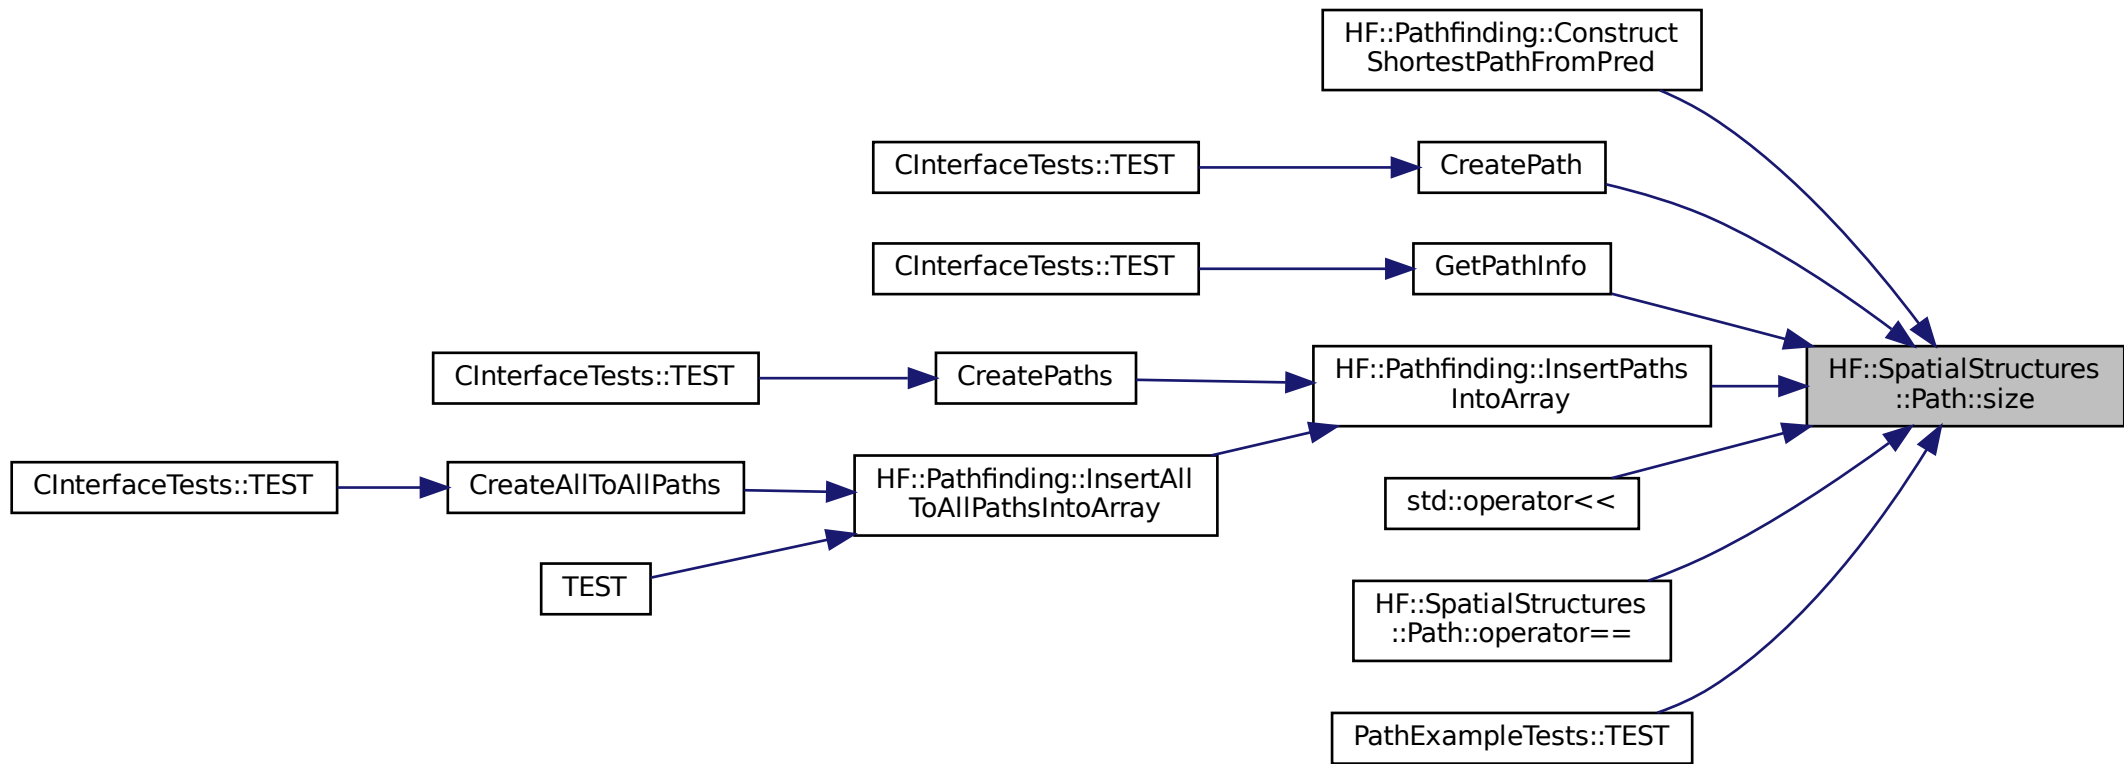 HF::Pathfinding::Construct
ShortestPathFromPred
CInterfaceTests::TEST
CreatePath
CInterfaceTests::TEST
GetPathInfo
CInterfaceTests::TEST
CreatePaths
HF::Pathfinding::InsertPaths
IntoArray
HF::SpatialStructures
::Path::size
CInterfaceTests::TEST
CreateAllToAllPaths
HF::Pathfinding::InsertAll
ToAllPathsIntoArray
std::operator<<
TEST
HF::SpatialStructures
::Path::operator==
PathExampleTests::TEST